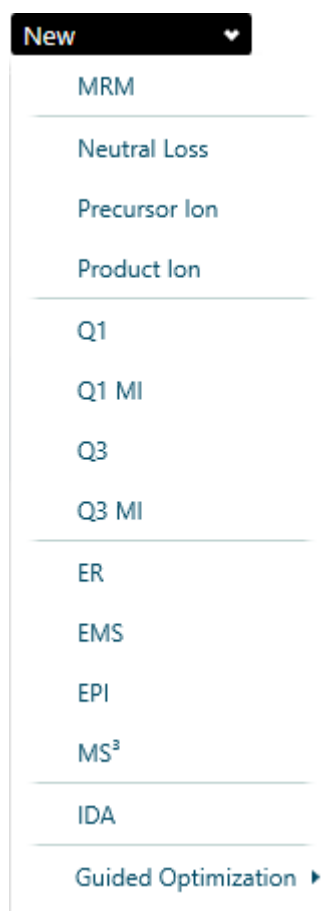 New
MRM
Neutral Loss
Precursor Ion
Product Ion
Q1
Q1 MI
Q3
Q3 MI
ER
EMS
EPI
MS³
IDA
Guided Optimization